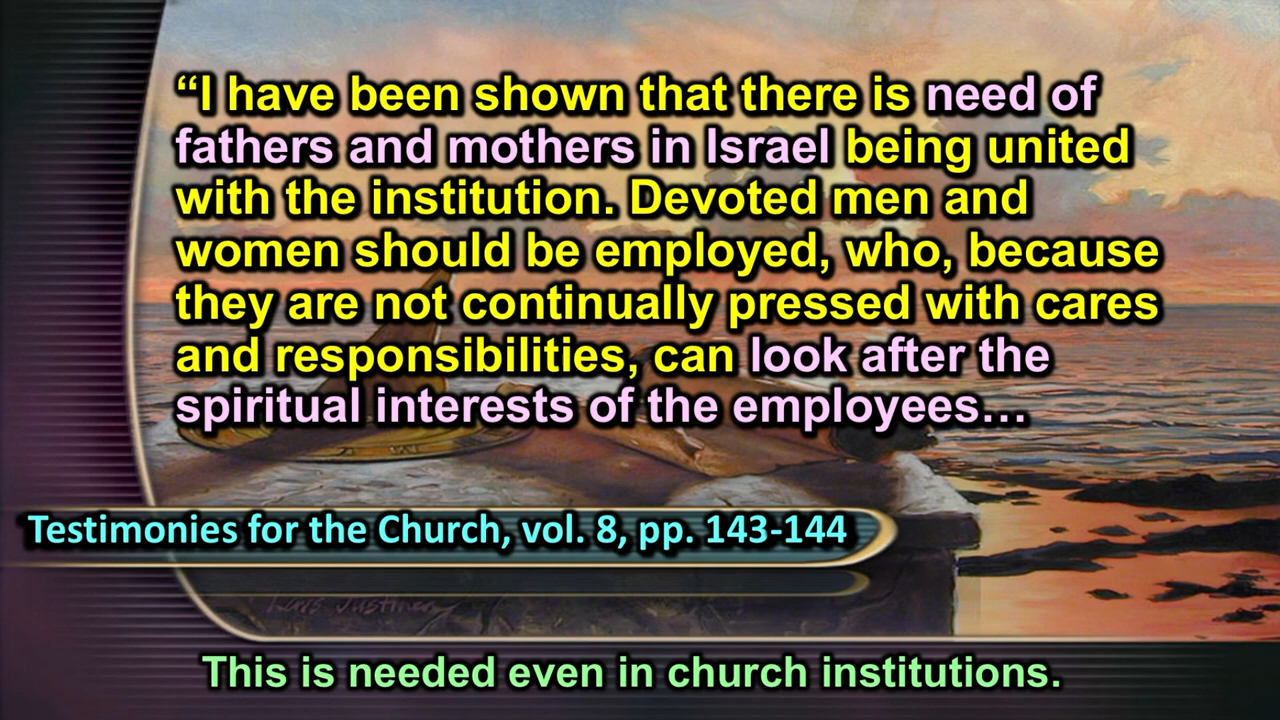 “I have been shown that there is need of
fathers and mothers in Israel being united
with the institution. Devoted men and
women should be employed, who, because
they are not continually pressed with cares
and responsibilities, can look after the
spiritual interests of the employees…
Testimonies for the Church, vol. 8, pp. 143-144
Lars Justinen
This is needed even in church institutions.